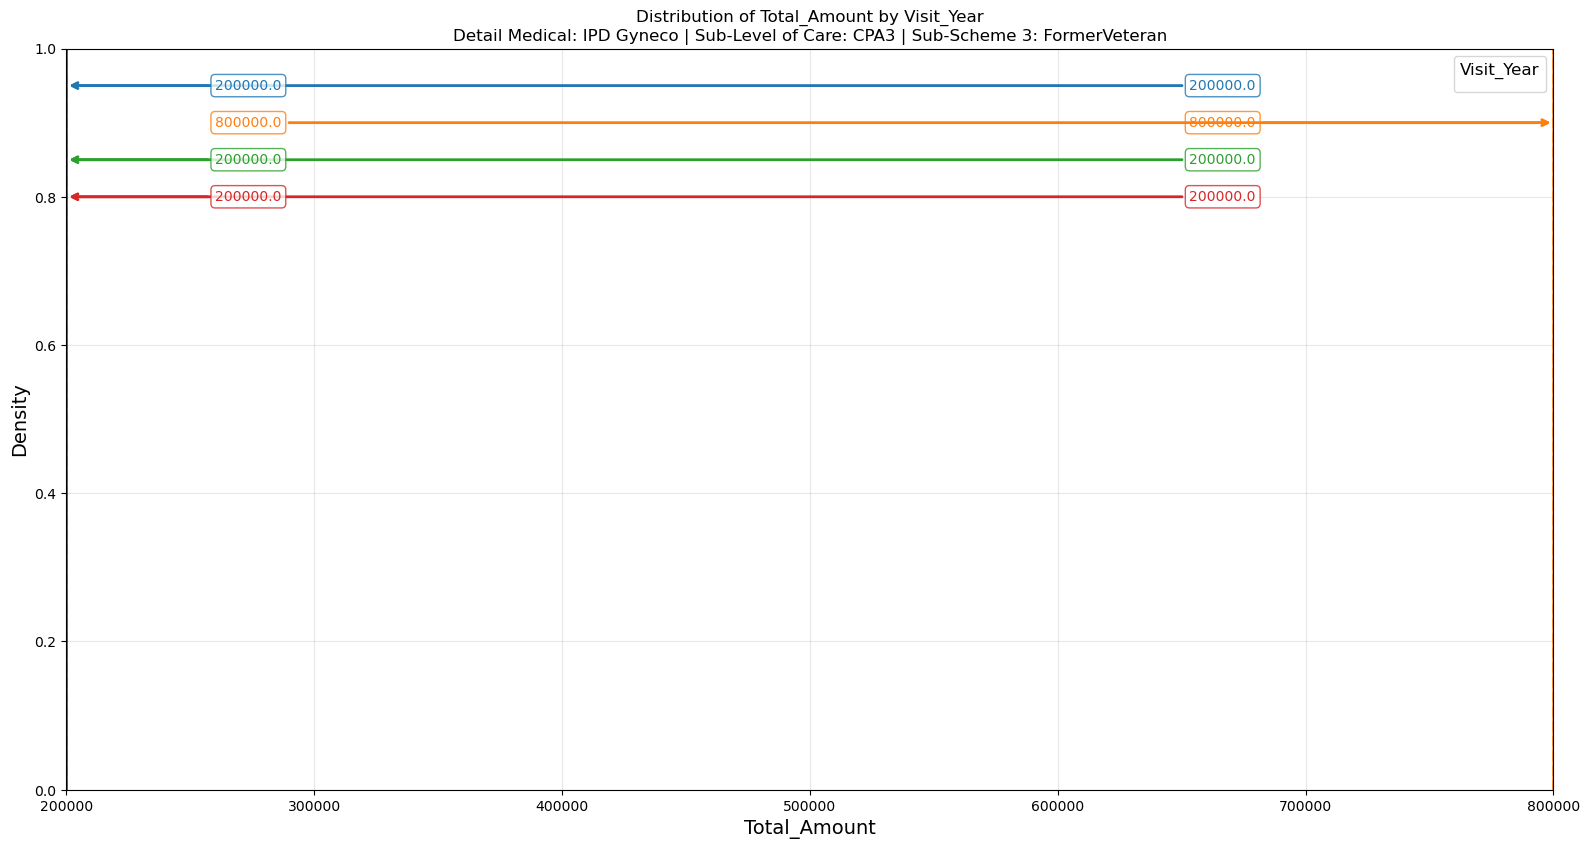 Distribution of Total_Amount by Visit_Year
Detail Medical: IPD Gyneco | Sub-Level of Care: CPA3 | Sub-Scheme 3: FormerVeteran
Visit_Year
200000.0 200000.0
800000.0 800000.0
200000.0 200000.0
200000.0 200000.0
1.0
0.8
0.6
0.4
0.2
0.0
Density
200000 300000 400000 500000 600000 700000 800000
Total_Amount